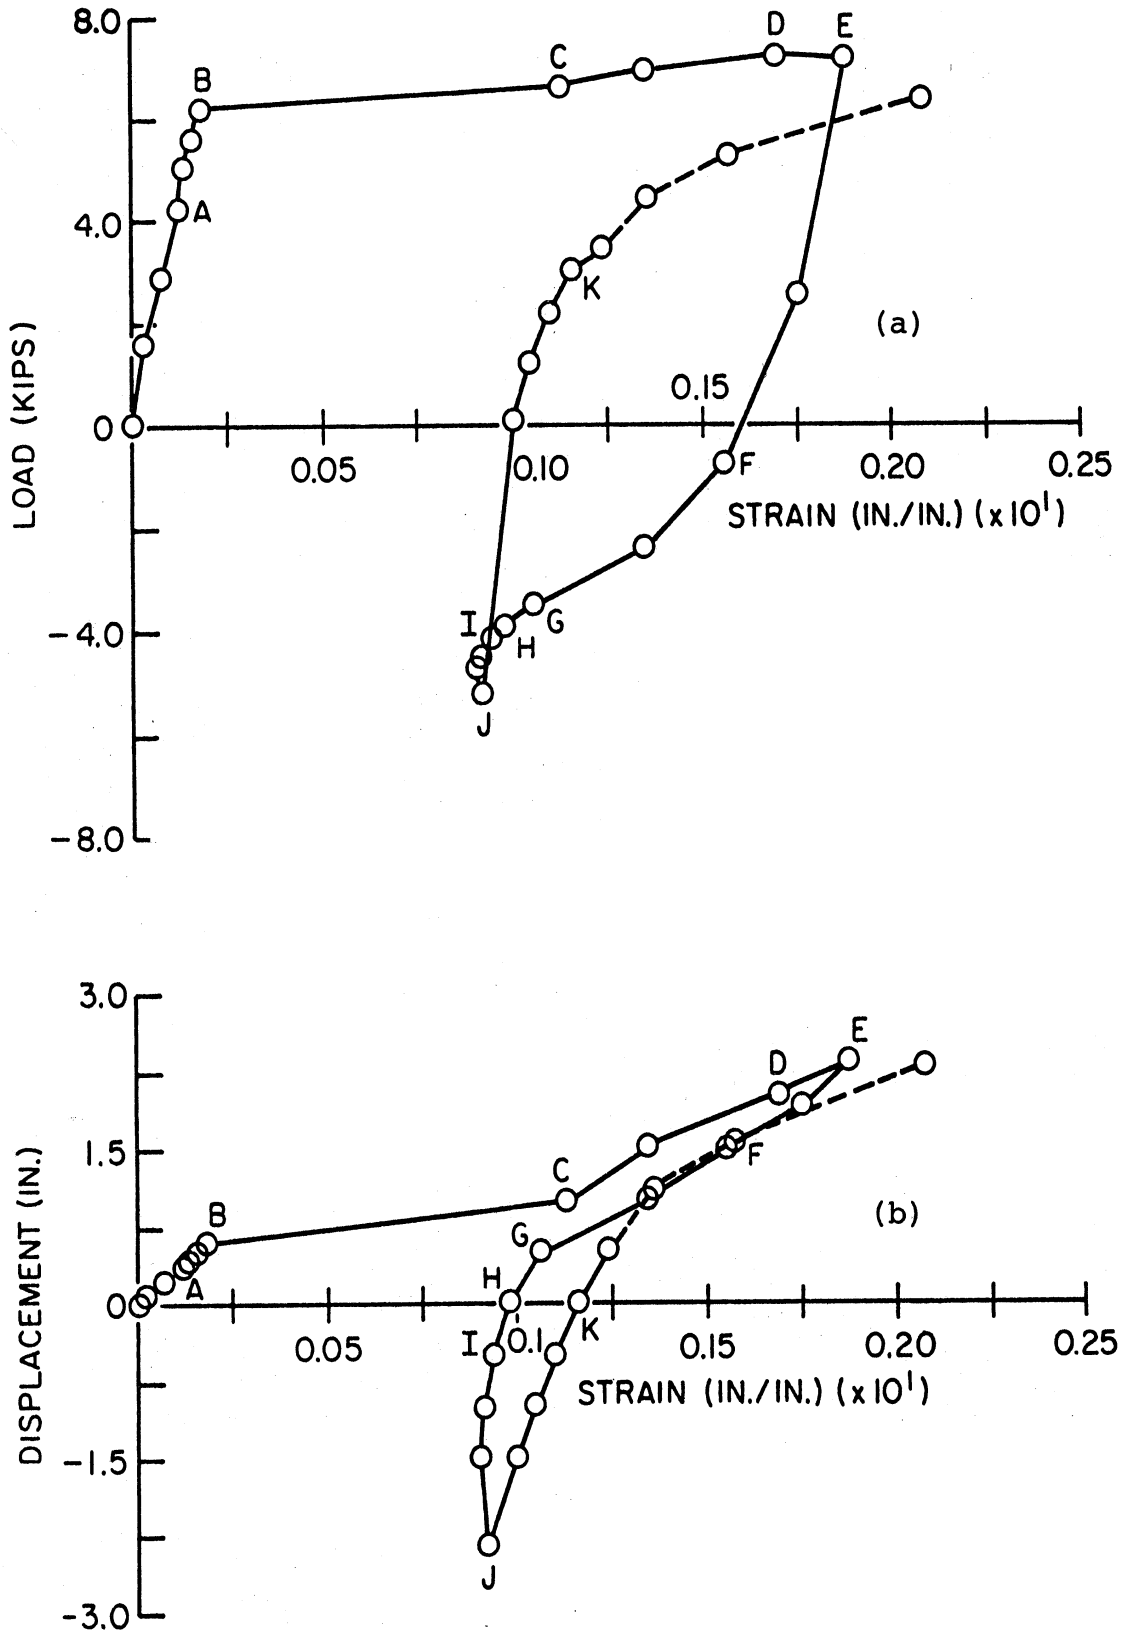 8.0
D
E
C
B
A
4.0
K
(a)
LOAD (KIPS)
0.15
0
0.05
0.10
F
0.20
0.25
STRAIN (IN./IN.) (x10¹)
I
G
H
-4.0
J
-8.0
3.0
E
D
1.5
F
C
B
(b)
G
A
H
0
K
I
0.05
0.1
0.15
0.20
0.25
STRAIN (IN./IN.) (x10¹)
DISPLACEMENT (IN.)
-1.5
J
-3.0